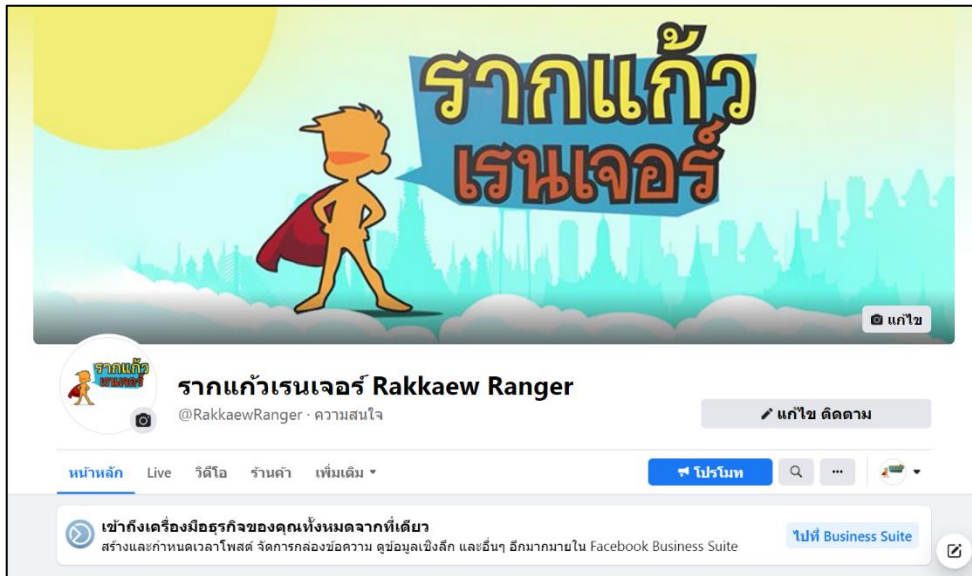 รากแก้ว
เรนเจอร์
แก้ไข
รากแก้ว
เรนเจอร์
รากแก้วเรนเจอร์ Rakkaew Ranger
@RakkaewRanger · ความสนใจ
แก้ไข ติดตาม
หน้าหลัก Live วิดีโอ ร้านค้า เพิ่มเติม
โปรโมท
เข้าถึงเครื่องมือธุรกิจของคุณทั้งหมดจากที่เดียว
สร้างและกำหนดเวลาโพสต์ จัดการกล่องข้อความ ดูข้อมูลเชิงลึก และอื่นๆ อีกมากมายใน Facebook Business Suite
ไปที่ Business Suite